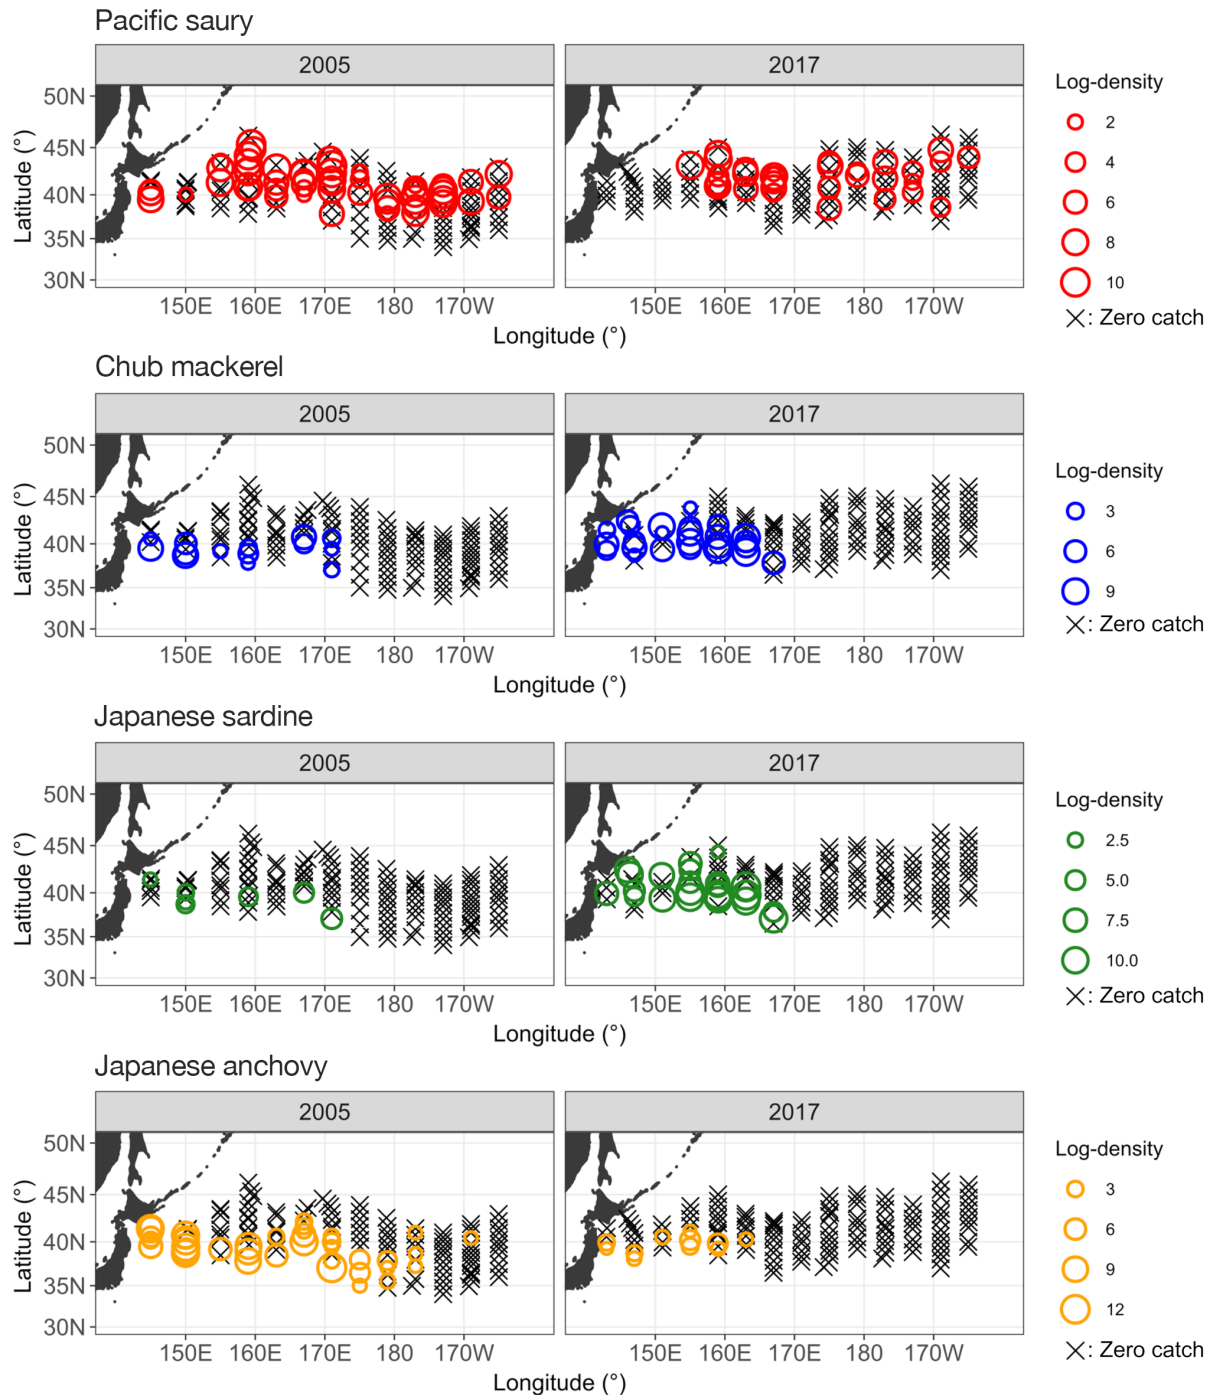 Pacific saury
2005 2017
50N
45N
40N
35N
30N
Latitude (°)
150E 160E 170E 180 170W 150E 160E 170E 180 170W
Longitude (°)
Log-density
2
4
6
8
10
: Zero catch
Chub mackerel
2005 2017
50N
45N
40N
35N
30N
Latitude (°)
150E 160E 170E 180 170W 150E 160E 170E 180 170W
Longitude (°)
Log-density
3
6
9
: Zero catch
Japanese sardine
2005 2017
50N
45N
40N
35N
30N
Latitude (°)
150E 160E 170E 180 170W 150E 160E 170E 180 170W
Longitude (°)
Log-density
2.5
5.0
7.5
10.0
: Zero catch
Japanese anchovy
2005 2017
50N
45N
40N
35N
30N
Latitude (°)
150E 160E 170E 180 170W 150E 160E 170E 180 170W
Longitude (°)
Log-density
3
6
9
12
: Zero catch